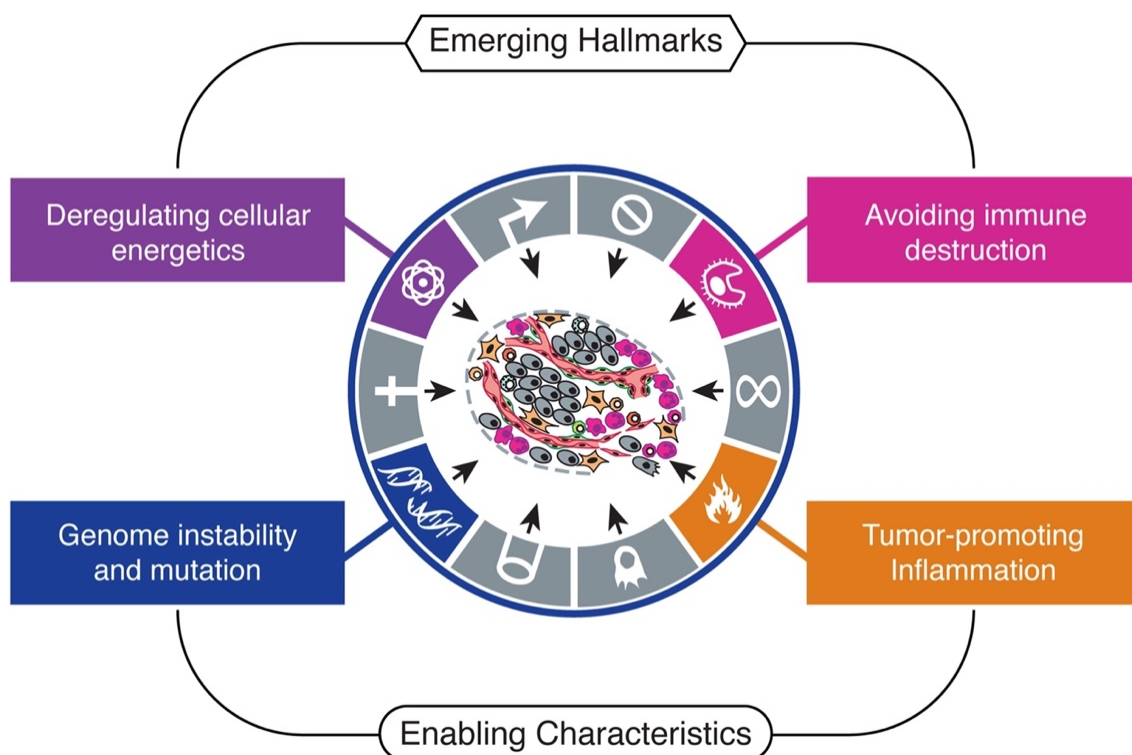 Emerging Hallmarks
Deregulating cellular
energetics
Avoiding immune
destruction
Genome instability
and mutation
Tumor-promoting
Inflammation
Enabling Characteristics